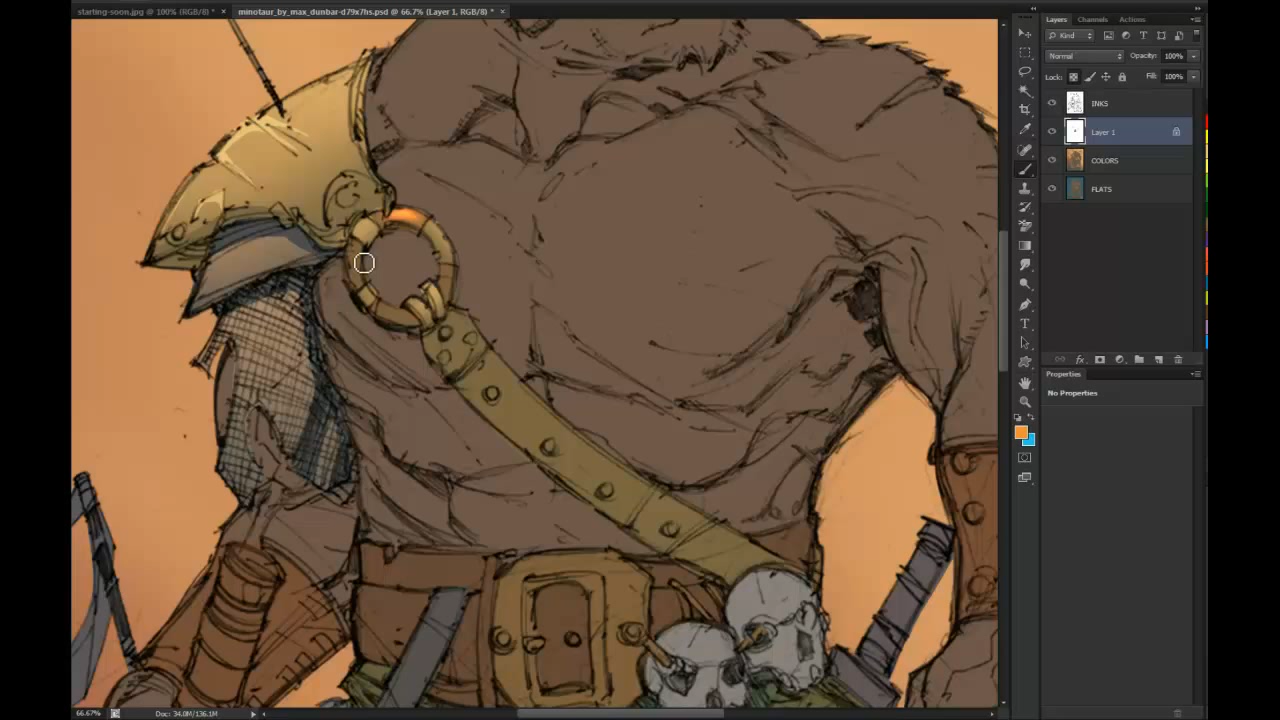 starting-soon.jpg @ 100% (RGB/8) * ×
minotaur_by_max_dunbar-d79x7hs.psd @ 66.7% (Layer 1, RGB/8) * ×
Layers Channels Actions
Kind
Normal Opacity: 100%
Lock: Fill: 100%
INKS
Layer 1
COLORS
FLATS
Properties
No Properties
66.67% Doc: 34.0M/136.1M